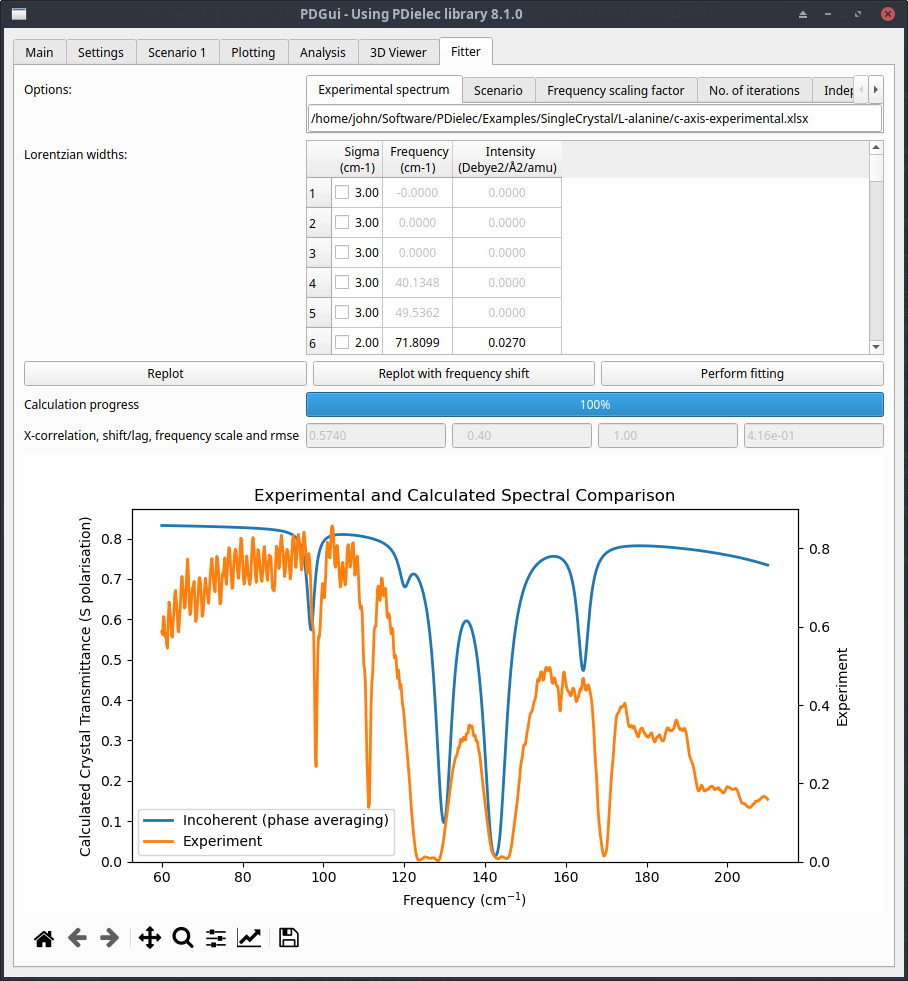 PDGui - Using PDielec library 8.1.0
Main Settings Scenario 1 Plotting Analysis 3D Viewer Fitter
Options:
Experimental spectrum Scenario Frequency scaling factor No. of iterations Indep
/home/john/Software/PDielec/Examples/SingleCrystal/L-alanine/c-axis-experimental.xlsx
Lorentzian widths:
Sigma Frequency Intensity
(cm-1) (cm-1) (Debye2/Å2/amu)
1 3.00 -0.0000 0.0000
2 3.00 0.0000 0.0000
3 3.00 0.0000 0.0000
4 3.00 40.1348 0.0000
5 3.00 49.5362 0.0000
6 2.00 71.8099 0.0270
Replot Replot with frequency shift Perform fitting
Calculation progress 100%
X-correlation, shift/lag, frequency scale and rmse 0.5740 0.40 1.00 4.16e-01
Experimental and Calculated Spectral Comparison
Calculated Crystal Transmittance (S polarisation)
0.8
0.7
0.6
0.5
0.4
0.3
0.2
0.1
0.0
Incoherent (phase averaging)
Experiment
0.8
0.6
0.4
0.2
0.0
Experiment
60 80 100 120 140 160 180 200
Frequency (cm⁻¹)